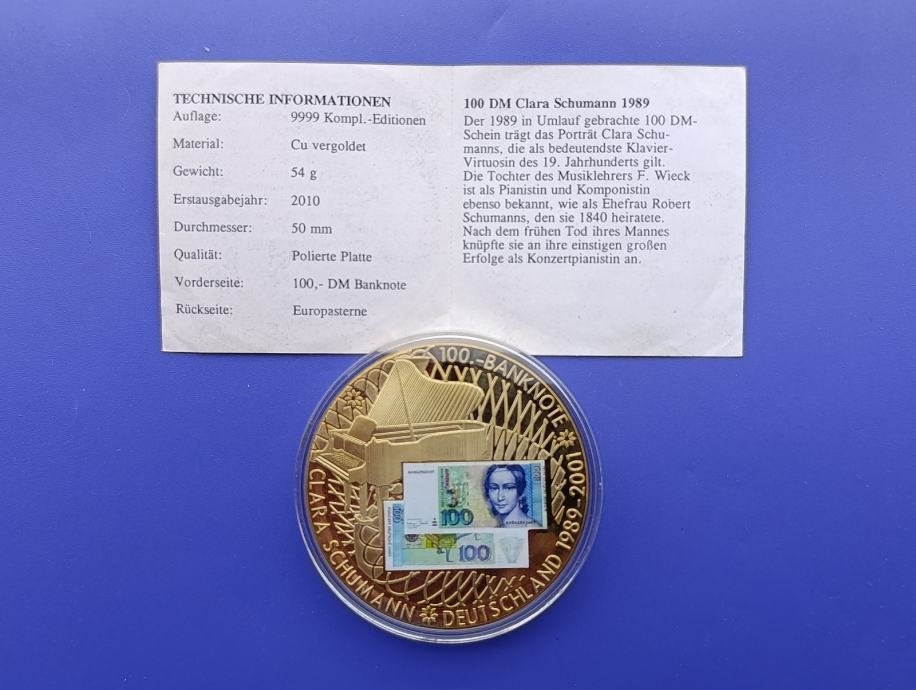 TECHNISCHE INFORMATIONEN
Auflage: 9999 Kompl.-Editionen
Material: Cu vergoldet
Gewicht: 54 g
Erstausgabejahr: 2010
Durchmesser: 50 mm
Qualität: Polierte Platte
Vorderseite: 100,- DM Banknote
Rückseite: Europasterne
100 DM Clara Schumann 1989
Der 1989 in Umlauf gebrachte 100 DM-
Schein trägt das Porträt Clara Schu-
manns, die als bedeutendste Klavier-
Virtuosin des 19. Jahrhunderts gilt.
Die Tochter des Musiklehrers F. Wieck
ist als Pianistin und Komponistin
ebenso bekannt, wie als Ehefrau Robert
Schumanns, den sie 1840 heiratete.
Nach dem frühen Tod ihres Mannes
knüpfte sie an ihre einstigen großen
Erfolge als Konzertpianistin an.
100.-BANKNOTE
CLARA SCHUMANN
DEUTSCHLAND 1989-2001
100
100